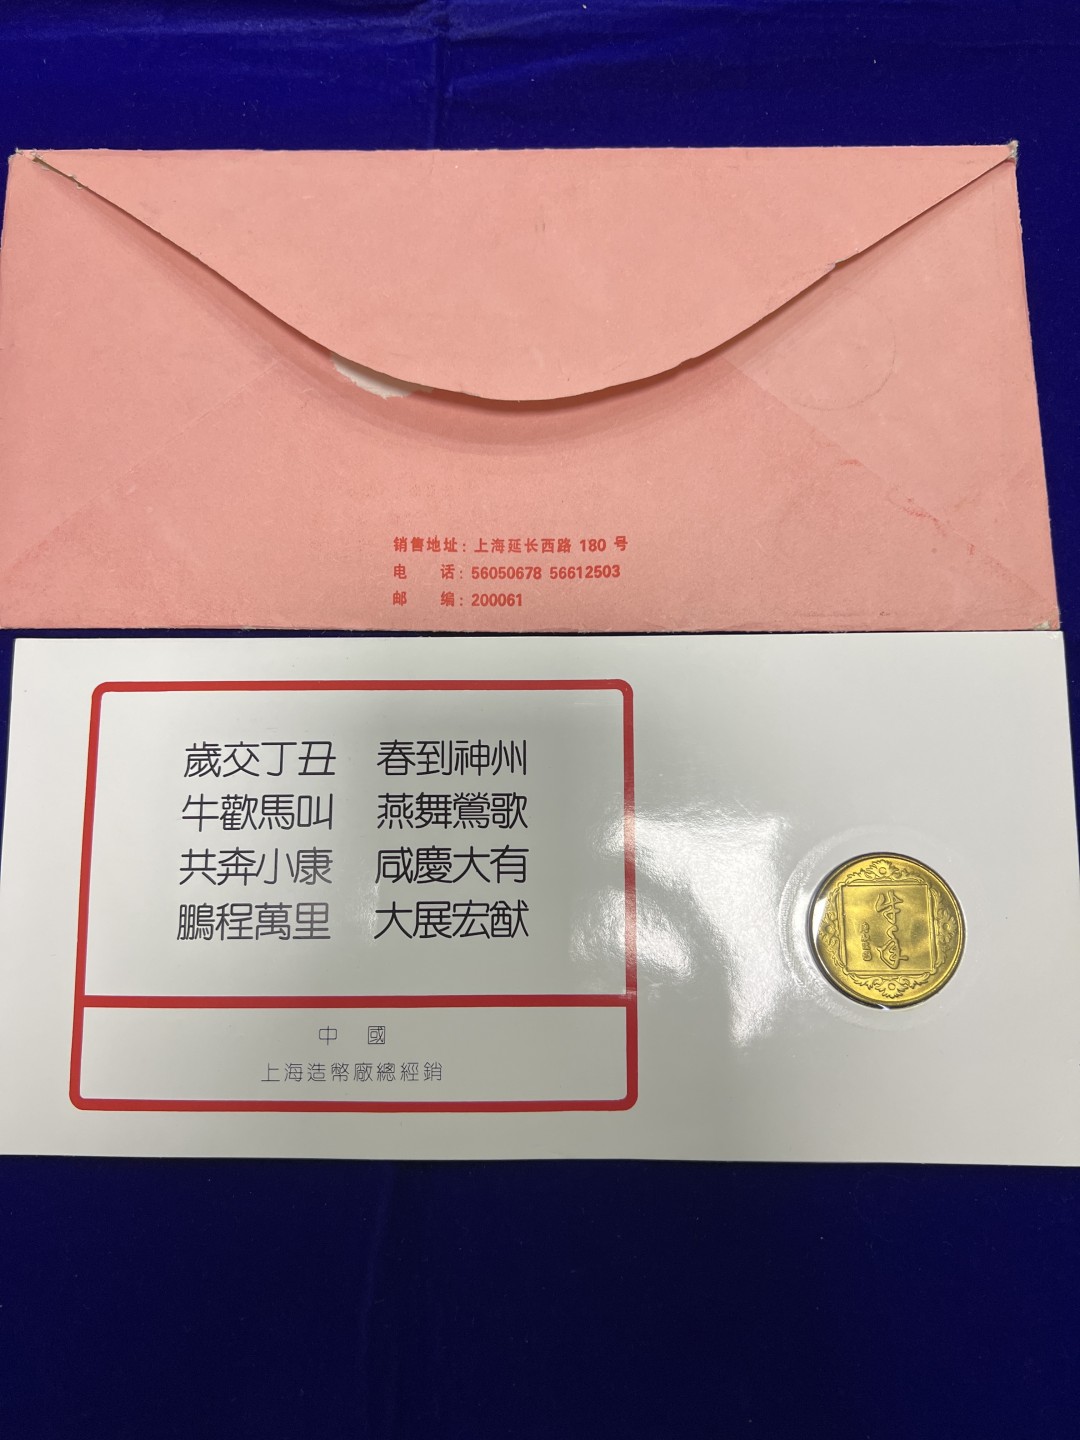 销售地址：上海延长西路 180 号
电　　话：56050678 56612503
邮　　编：200061
歲交丁丑　春到神州
牛歡馬叫　燕舞鶯歌
共奔小康　咸慶大有
鵬程萬里　大展宏猷
中　國
上海造幣廠總經銷